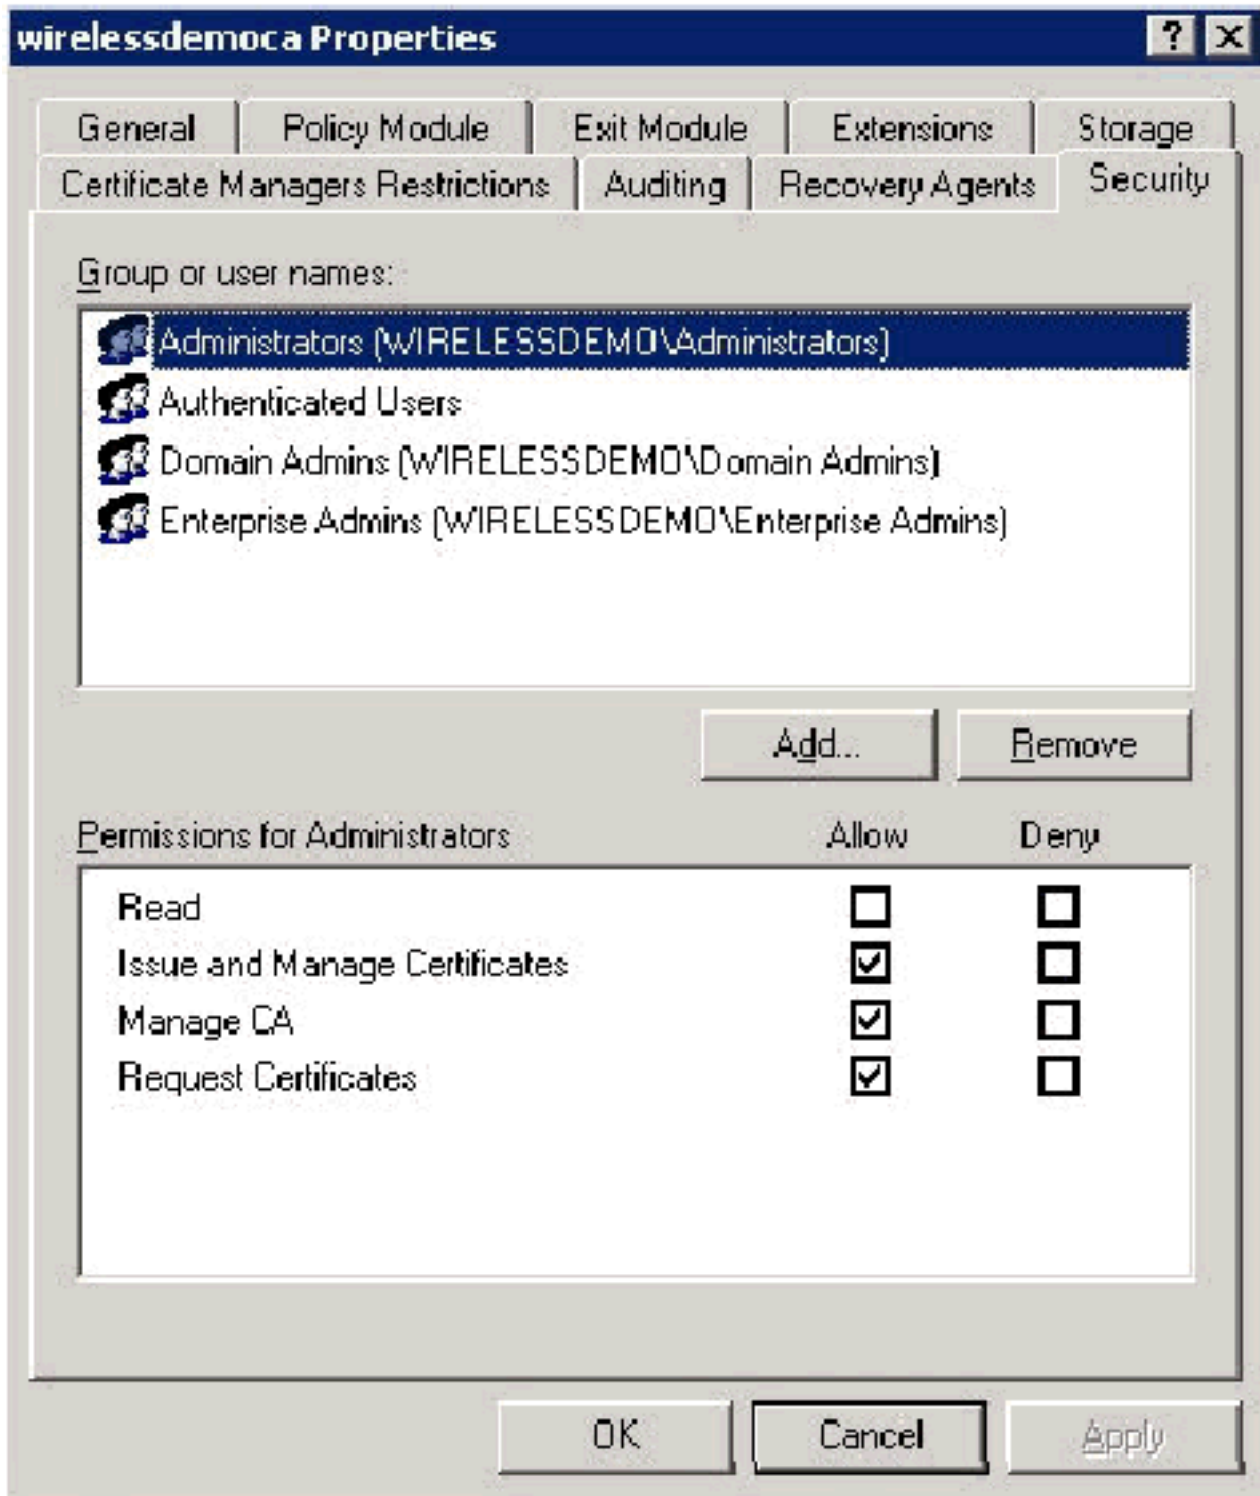 wirelessdemoca Properties
General Policy Module Exit Module Extensions Storage
Certificate Managers Restrictions Auditing Recovery Agents Security
Group or user names:
Administrators (WIRELESSDEMO\Administrators)
Authenticated Users
Domain Admins (WIRELESSDEMO\Domain Admins)
Enterprise Admins (WIRELESSDEMO\Enterprise Admins)
Add... Remove
Permissions for Administrators Allow Deny
Read
Issue and Manage Certificates
Manage CA
Request Certificates
OK Cancel Apply